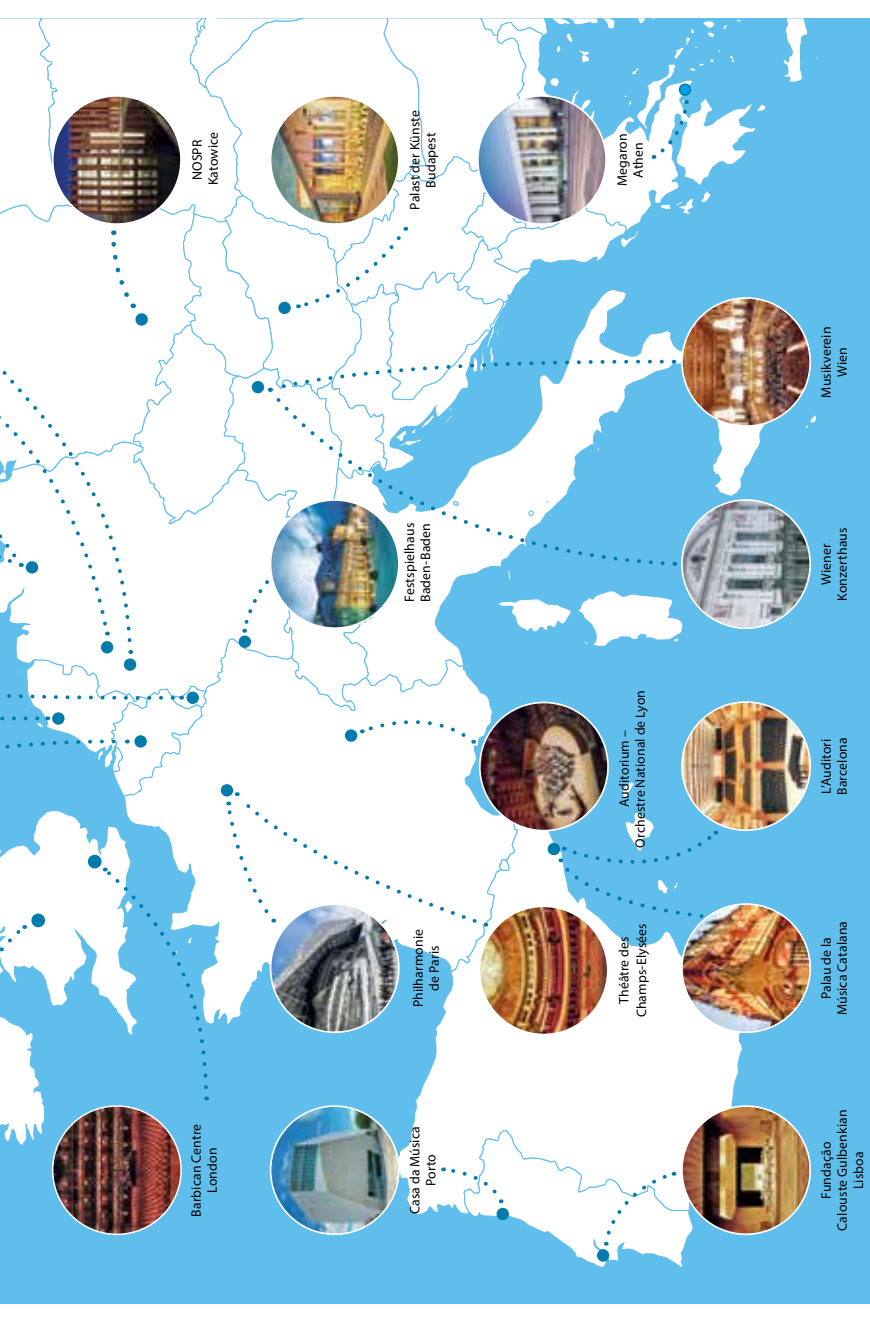 Barbican Centre
London
NOSPR
Katowice
Casa da Música
Porto
Philharmonie
de Paris
Festspielhaus
Baden-Baden
Palast der Künste
Budapest
Théâtre des
Champs-Elysées
Auditorium –
Orchestre National de Lyon
Megaron
Athen
Fundação
Calouste Gulbenkian
Lisboa
Palau de la
Música Catalana
L'Auditori
Barcelona
Wiener
Konzerthaus
Musikverein
Wien